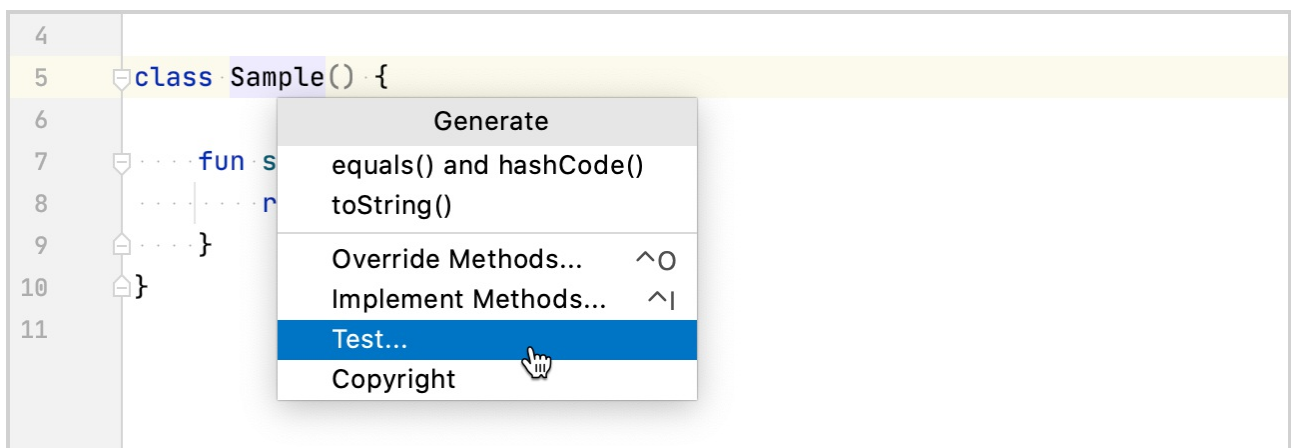 4
5 class Sample() {
Generate
6
7 fun s
equals() and hashCode()
8 r
toString()
9 }
Override Methods... ^O
10 }
Implement Methods... ^I
11
Test...
Copyright